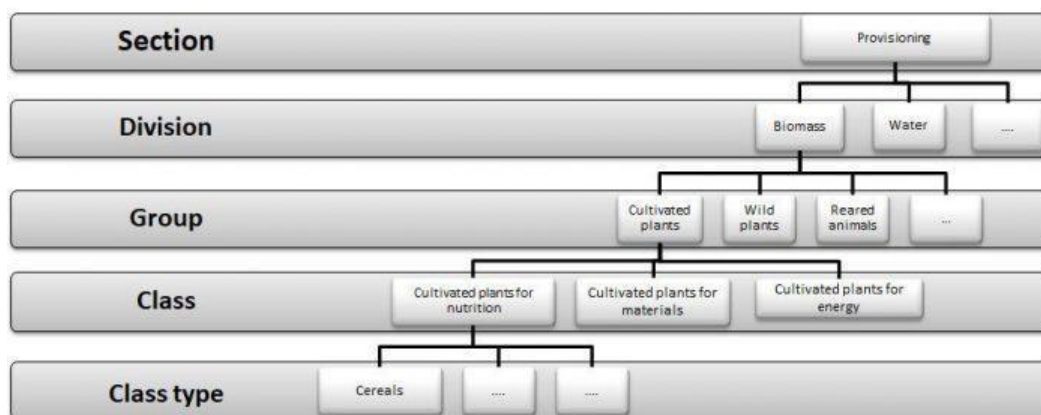 Section
Provisioning
Division
Biomass
Water
....
Group
Cultivated
plants
Wild
plants
Reared
animals
...
Class
Cultivated plants for
nutrition
Cultivated plants for
materials
Cultivated plants for
energy
Class type
Cereals
....
....